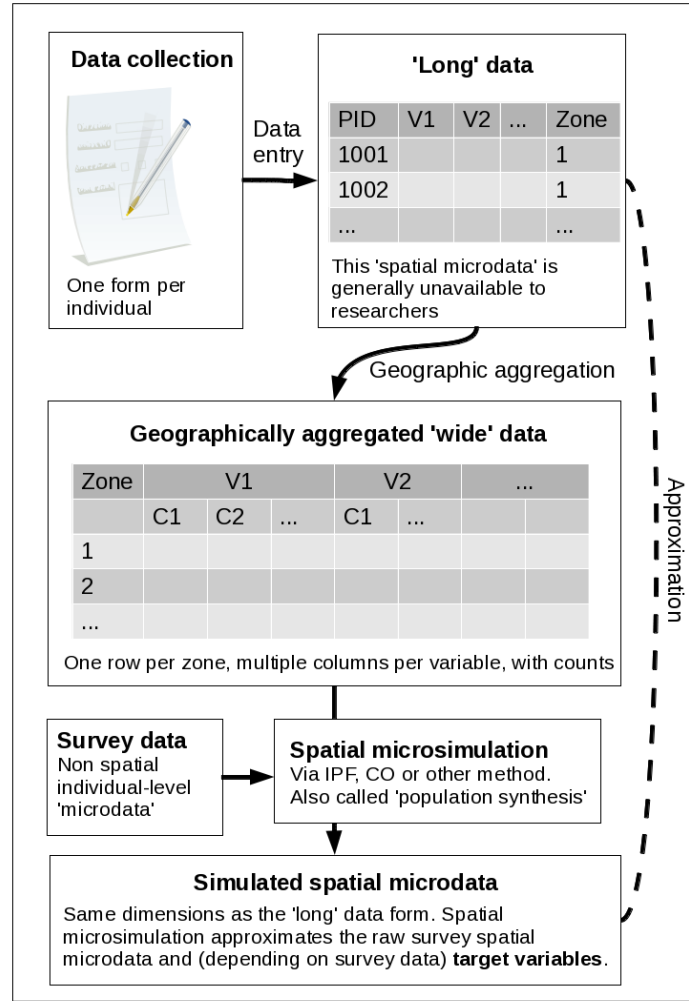 Data collection
One form per
individual
Data
entry
'Long' data
PID V1 V2 ... Zone
1001 1
1002 1
... ...
This 'spatial microdata' is
generally unavailable to
researchers
Geographic aggregation
Geographically aggregated 'wide' data
Zone V1 V2 ...
C1 C2 ... C1 ...
1
2
...
One row per zone, multiple columns per variable, with counts
Approximation
Survey data
Non spatial
individual-level
'microdata'
Spatial microsimulation
Via IPF, CO or other method.
Also called 'population synthesis'
Simulated spatial microdata
Same dimensions as the 'long' data form. Spatial
microsimulation approximates the raw survey spatial
microdata and (depending on survey data) target variables.